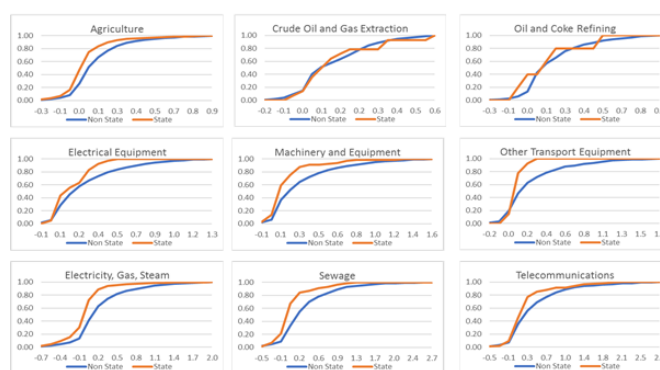 Agriculture
1.00
0.80
0.60
0.40
0.20
0.00
-0.3 -0.1 0.0 0.1 0.3 0.4 0.5 0.7 0.8 0.9
Non State State
Crude Oil and Gas Extraction
1.00
0.80
0.60
0.40
0.20
0.00
-0.2 -0.1 0.0 0.1 0.2 0.2 0.3 0.4 0.5 0.6
Non State State
Oil and Coke Refining
1.00
0.80
0.60
0.40
0.20
0.00
Non State State
Electrical Equipment
1.00
0.80
0.60
0.40
0.20
0.00
-0.1 0.1 0.2 0.4 0.5 0.7 0.8 1.0 1.2 1.3
Non State State
Machinery and Equipment
1.00
0.80
0.60
0.40
0.20
0.00
-0.1 0.1 0.3 0.5 0.7 0.8 1.0 1.2 1.4 1.6
Non State State
Other Transport Equipment
1.00
0.80
0.60
0.40
0.20
0.00
-0.2 0.0 0.2 0.4 0.6 0.8 1.0 1.3 1.5
Non State State
Electricity, Gas, Steam
1.00
0.80
0.60
0.40
0.20
0.00
-0.7 -0.4 -0.1 0.2 0.5 0.8 1.1 1.4 1.7 2.0
Non State State
Sewage
1.00
0.80
0.60
0.40
0.20
0.00
-0.5 -0.1 0.2 0.6 0.9 1.3 1.6 2.0 2.3 2.7
Non State State
Telecommunications
1.00
0.80
0.60
0.40
0.20
0.00
-0.5 -0.1 0.3 0.7 1.0 1.4 1.8 2.1 2.5
Non State State